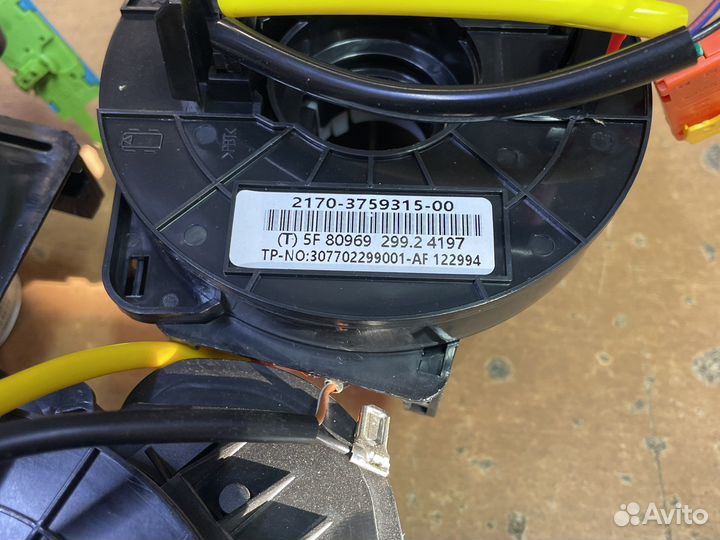 2170-3759315-00
(T) 5F 80969 299.2 4197
TP-NO:307702299001-AF 122994
Avito